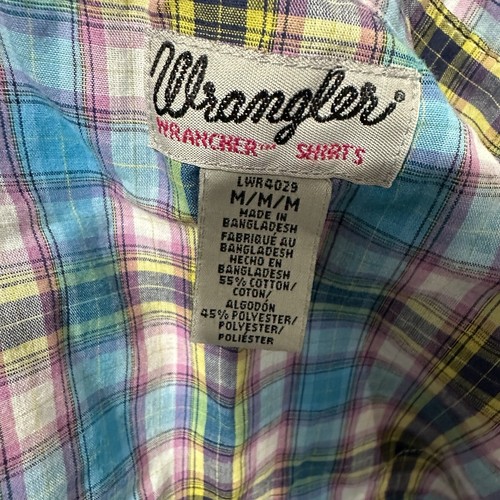 Wrangler®
WRANCHER™ SHIRTS
LWR4029
M/M/M
MADE IN
BANGLADESH
FABRIQUÉ AU
BANGLADESH
HECHO EN
BANGLADESH
55% COTTON/
COTON/
ALGODÓN
45% POLYESTER/
POLYESTER/
POLIÉSTER